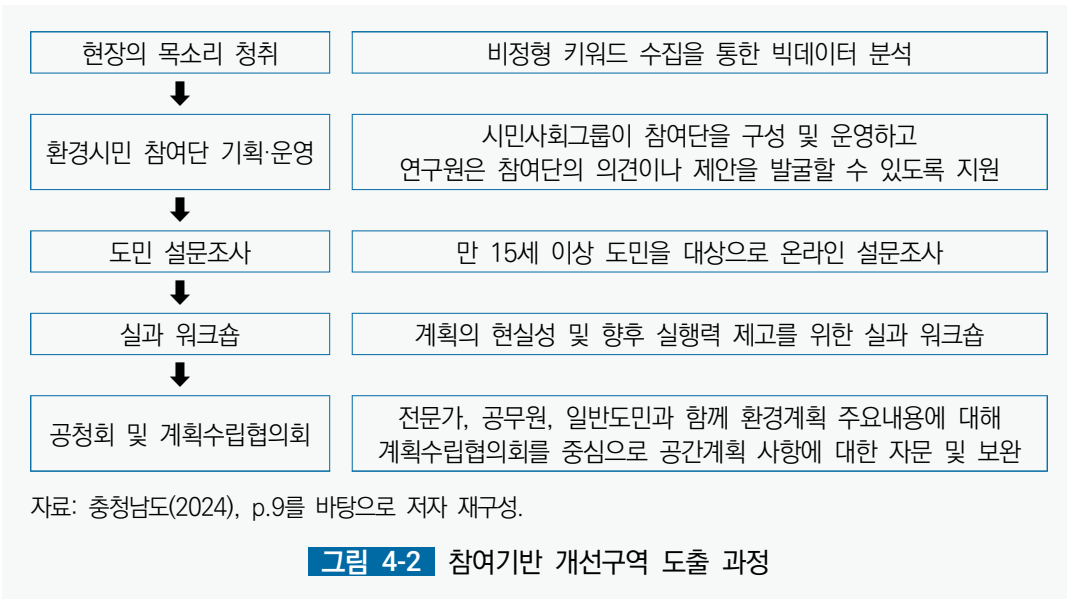 현장의 목소리 청취
비정형 키워드 수집을 통한 빅데이터 분석
환경시민 참여단 기획·운영
시민사회그룹이 참여단을 구성 및 운영하고
연구원은 참여단의 의견이나 제안을 발굴할 수 있도록 지원
도민 설문조사
만 15세 이상 도민을 대상으로 온라인 설문조사
실과 워크숍
계획의 현실성 및 향후 실행력 제고를 위한 실과 워크숍
공청회 및 계획수립협의회
전문가, 공무원, 일반도민과 함께 환경계획 주요내용에 대해
계획수립협의회를 중심으로 공간계획 사항에 대한 자문 및 보완
자료: 충청남도(2024), p.9를 바탕으로 저자 재구성.
그림 4-2 참여기반 개선구역 도출 과정